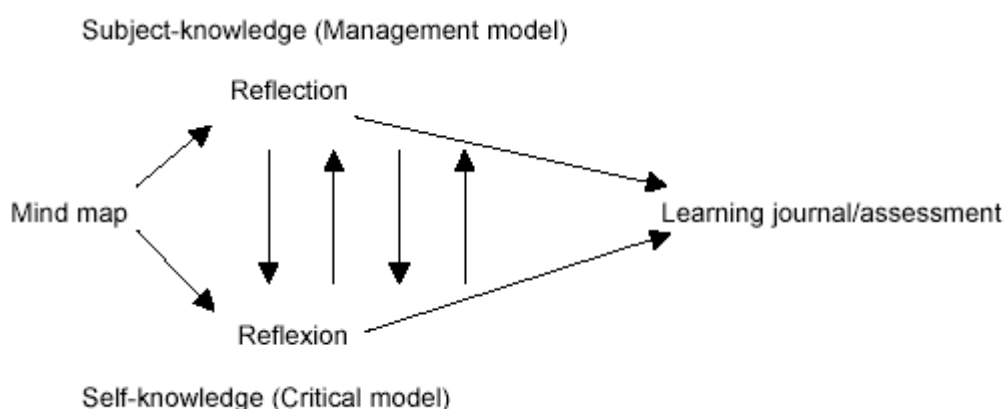 Subject-knowledge (Management model)
Reflection
Mind map
Learning journal/assessment
Reflexion
Self-knowledge (Critical model)